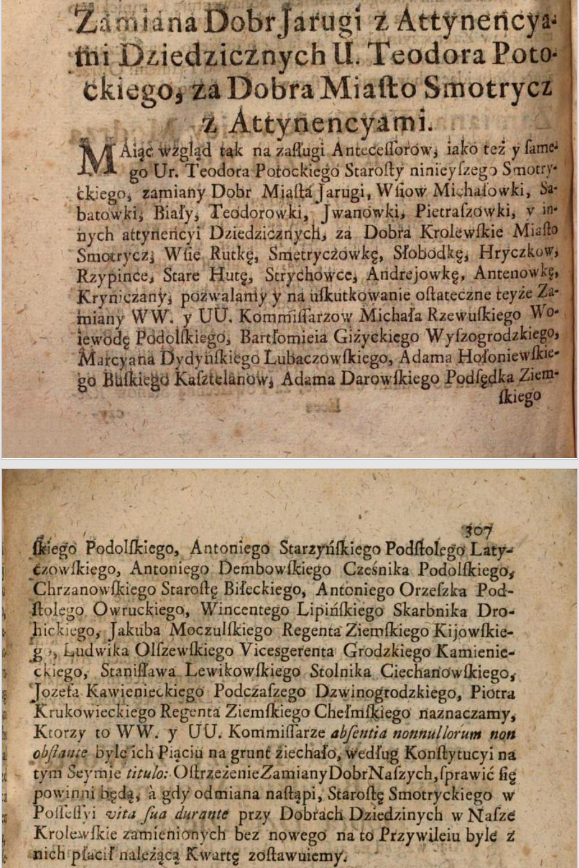 Zamiana Dobr Jarugi z Attynencya-
mi Dziedzicznych U. Teodora Poto-
ckiego, za Dobra Miaſto Smotrycz
z Attynencyami.
MAiąc wzgląd tak na zaſługi Anteceſſorow, iako też y ſame-
go Ur. Teodora Potockiego Staroſty ninieyſzego Smotry-
ckiego, zamiany Dobr Miaſta Jarugi, Wſiow Michałowki, Sa-
batowki, Biały, Teodorowki, Jwanowki, Pietraſzowki, y in-
nych attynencyi Dziedzicznych, za Dobra Krolewſkie Miaſto
Smotrycz, Wſie Rutkę, Smetryczowkę, Słobodkę, Hryczkow,
Rzypince, Stare Hutę, Strychowce, Andrejowkę, Antenowkę,
Kryniczany, pozwalamy y na uſkutkowanie oſtateczne teyże Za-
miany WW. y UU. Kommiſſarzow Michała Rzewuſkiego Wo-
iewodę Podolſkiego, Bartłomieia Giżyckiego Wyſzogrodzkiego,
Marcyana Dydyńſkiego Lubaczowſkiego, Adama Hołoniewſkie-
go Buſkiego Kaſztelanow, Adama Darowſkiego Podſędka Ziem-
ſkiego
307
ſkiego Podolſkiego, Antoniego Starzyńſkiego Podſtolego Laty-
czowſkiego, Antoniego Dembowſkiego Cześnika Podolſkiego,
Chrzanowſkiego Staroſtę Biłeckiego, Antoniego Orzeſzka Pod-
ſtolego Owruckiego, Wincentego Lipińſkiego Skarbnika Dro-
hickiego, Jakuba Moczulſkiego Regenta Ziemſkiego Kijowſkie-
go, Ludwika Olſzewſkiego Vicesgerenta Grodzkiego Kamienie-
ckiego, Staniſława Lewikowſkiego Stolnika Ciechanowſkiego,
Jozefa Kawienieckiego Podczaſzego Dzwinogrodzkiego, Piotra
Krukowieckiego Regenta Ziemſkiego Chełmſkiego naznaczamy,
Ktorzy to WW. y UU. Kommiſſarze abſentia nonnullorum non
obſtante byle ich Piąciu na grunt ziechało, według Konſtytucyi na
tym Seymie titulo: Oſtrzeżenie Zamiany Dobr Naſzych, sprawić ſię
powinni będą, a gdy odmiana naſtąpi, Staroſtę Smotryckiego w
Poſſeſſyi vita ſua durante przy Dobrach Dziedzinych w Naſze
Krolewſkie zamienionych bez nowego na to Przywileiu byle z
nich płacił należącą Kwartę zoſtawuiemy.